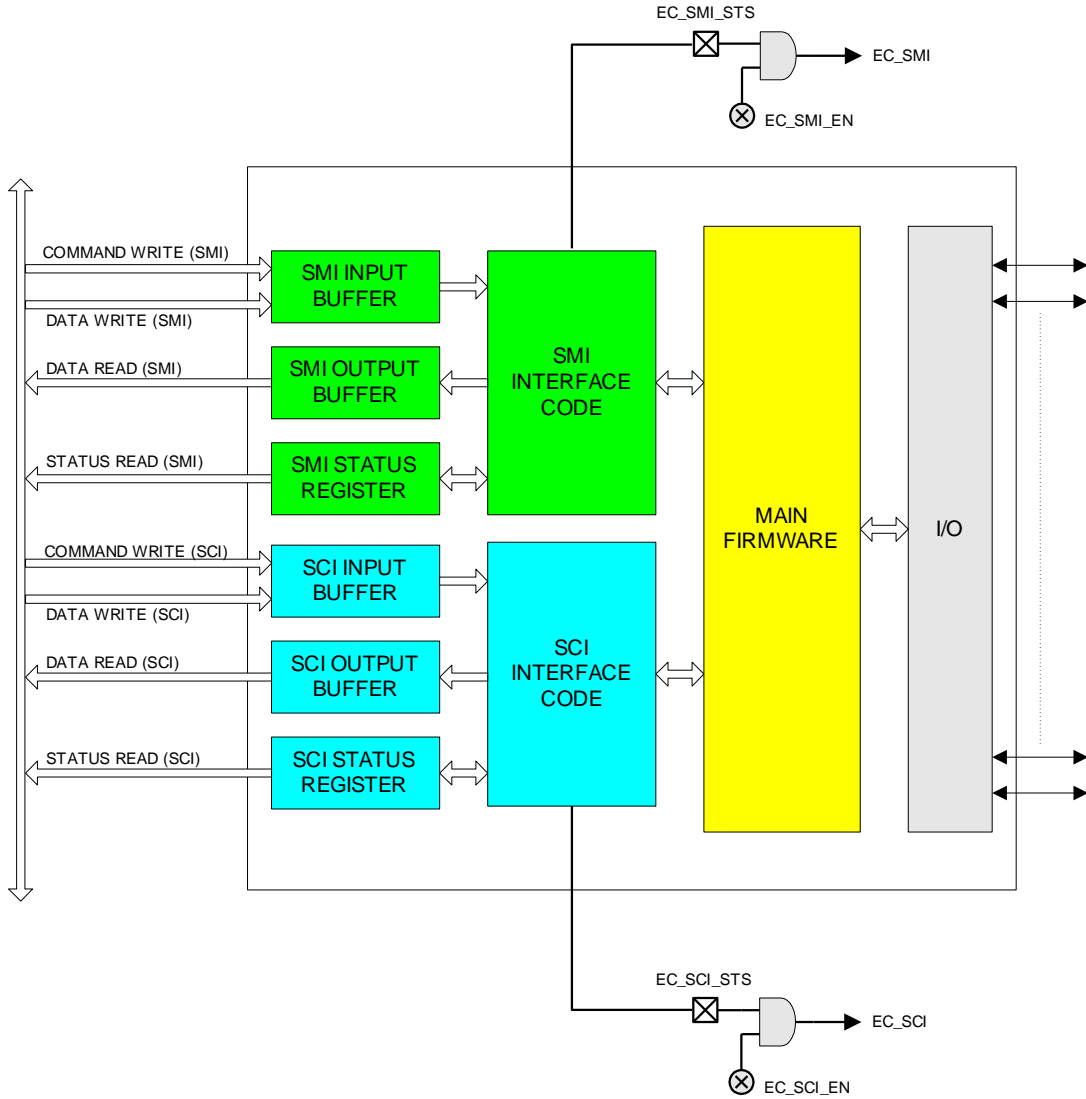 EC_SMI_STS
EC_SMI
EC_SMI_EN
COMMAND WRITE (SMI)
DATA WRITE (SMI)
SMI INPUT
BUFFER
DATA READ (SMI)
SMI OUTPUT
BUFFER
STATUS READ (SMI)
SMI STATUS
REGISTER
SMI
INTERFACE
CODE
COMMAND WRITE (SCI)
DATA WRITE (SCI)
SCI INPUT
BUFFER
DATA READ (SCI)
SCI OUTPUT
BUFFER
STATUS READ (SCI)
SCI STATUS
REGISTER
SCI
INTERFACE
CODE
MAIN
FIRMWARE
I/O
EC_SCI_STS
EC_SCI
EC_SCI_EN